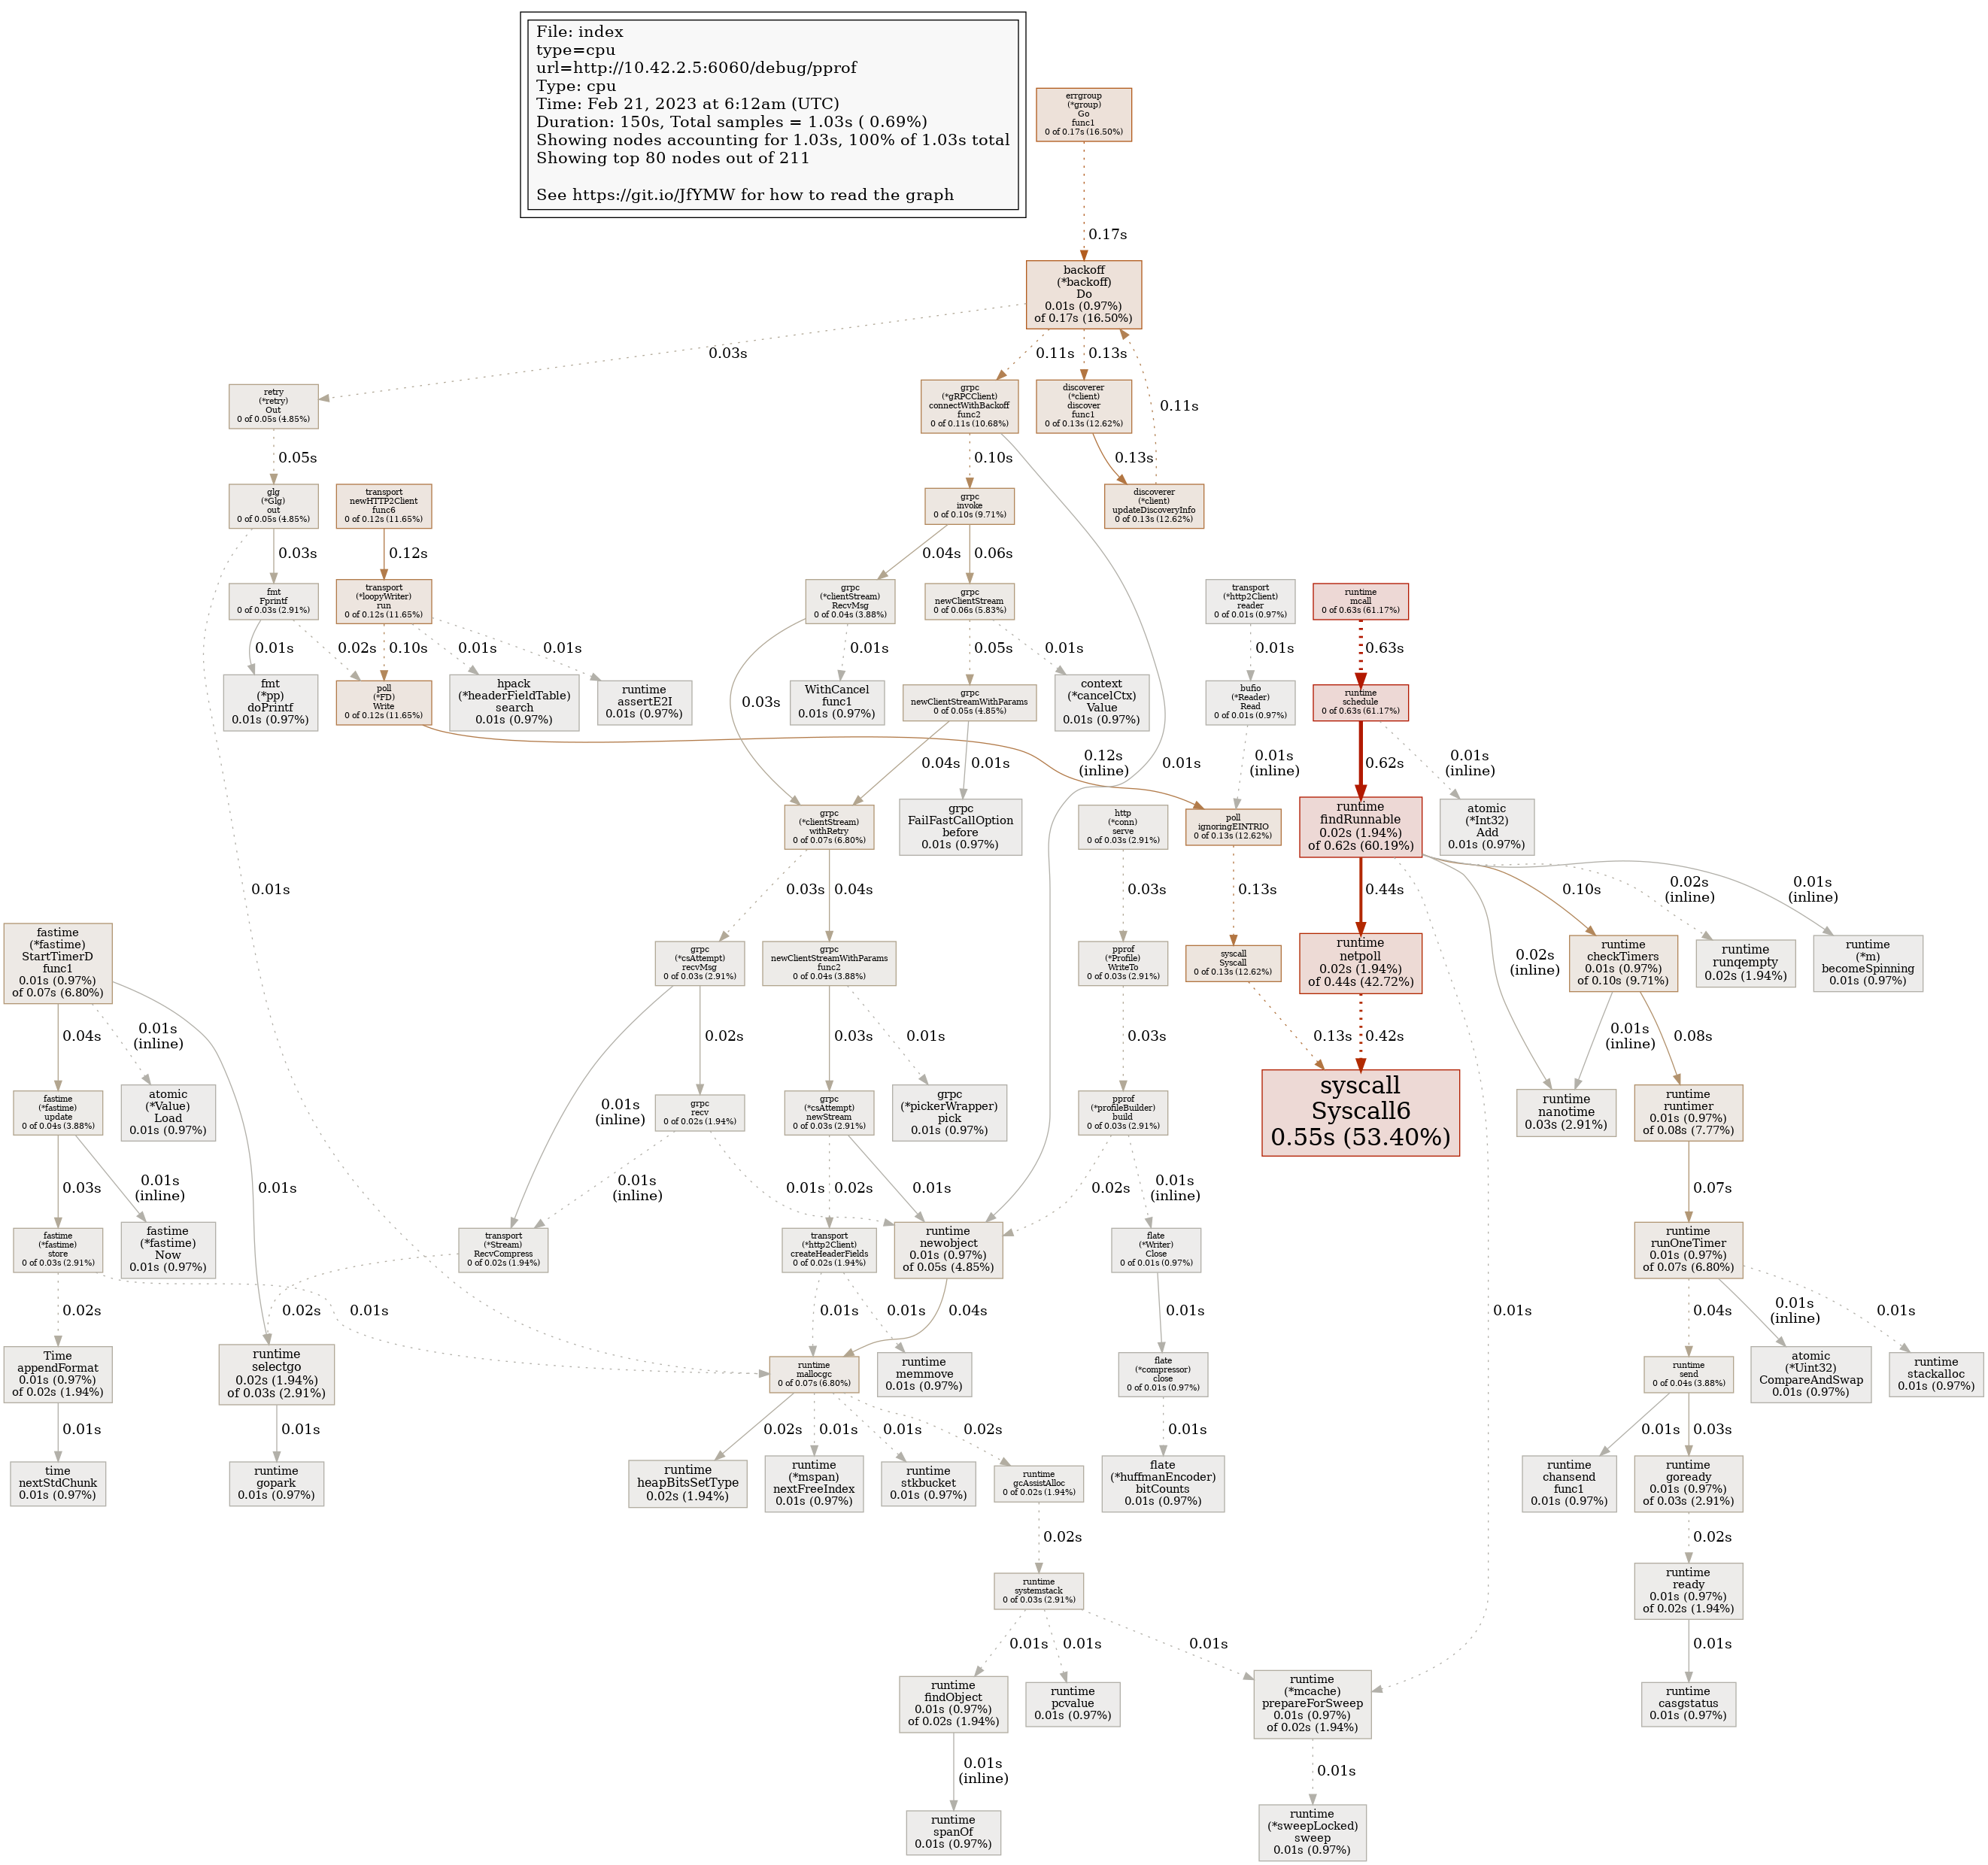 File: index
type=cpu
url=http://10.42.2.5:6060/debug/pprof
Type: cpu
Time: Feb 21, 2023 at 6:12am (UTC)
Duration: 150s, Total samples = 1.03s ( 0.69%)
Showing nodes accounting for 1.03s, 100% of 1.03s total
Showing top 80 nodes out of 211
See https://git.io/JfYMW for how to read the graph
errgroup
(*group)
Go
func1
0 of 0.17s (16.50%)
0.17s
backoff
(*backoff)
Do
0.01s (0.97%)
of 0.17s (16.50%)
0.03s
0.11s
0.13s
0.11s
retry
(*retry)
Out
0 of 0.05s (4.85%)
grpc
(*gRPCClient)
connectWithBackoff
func2
0 of 0.11s (10.68%)
discoverer
(*client)
discover
func1
0 of 0.13s (12.62%)
0.05s
0.10s
0.13s
glg
(*Glg)
out
0 of 0.05s (4.85%)
transport
newHTTP2Client
func6
0 of 0.12s (11.65%)
grpc
invoke
0 of 0.10s (9.71%)
discoverer
(*client)
updateDiscoveryInfo
0 of 0.13s (12.62%)
0.03s
0.12s
0.04s
0.06s
fmt
Fprintf
0 of 0.03s (2.91%)
transport
(*loopyWriter)
run
0 of 0.12s (11.65%)
grpc
(*clientStream)
RecvMsg
0 of 0.04s (3.88%)
grpc
newClientStream
0 of 0.06s (5.83%)
transport
(*http2Client)
reader
0 of 0.01s (0.97%)
runtime
mcall
0 of 0.63s (61.17%)
0.01s
0.02s
0.10s
0.01s
0.01s
0.01s
0.05s
0.01s
0.01s
0.63s
fmt
(*pp)
doPrintf
0.01s (0.97%)
poll
(*FD)
Write
0 of 0.12s (11.65%)
hpack
(*headerFieldTable)
search
0.01s (0.97%)
runtime
assertE2I
0.01s (0.97%)
0.03s
WithCancel
func1
0.01s (0.97%)
grpc
newClientStreamWithParams
0 of 0.05s (4.85%)
context
(*cancelCtx)
Value
0.01s (0.97%)
bufio
(*Reader)
Read
0 of 0.01s (0.97%)
runtime
schedule
0 of 0.63s (61.17%)
0.04s
0.01s
0.12s
(inline)
0.01s
0.01s
(inline)
0.62s
0.01s
(inline)
grpc
(*clientStream)
withRetry
0 of 0.07s (6.80%)
grpc
FailFastCallOption
before
0.01s (0.97%)
http
(*conn)
serve
0 of 0.03s (2.91%)
poll
ignoringEINTRIO
0 of 0.13s (12.62%)
runtime
findRunnable
0.02s (1.94%)
of 0.62s (60.19%)
atomic
(*Int32)
Add
0.01s (0.97%)
0.01s
0.03s
0.04s
0.03s
0.13s
0.44s
0.10s
0.02s
(inline)
0.01s
(inline)
fastime
(*fastime)
StartTimerD
func1
0.01s (0.97%)
of 0.07s (6.80%)
grpc
(*csAttempt)
recvMsg
0 of 0.03s (2.91%)
grpc
newClientStreamWithParams
func2
0 of 0.04s (3.88%)
pprof
(*Profile)
WriteTo
0 of 0.03s (2.91%)
syscall
Syscall
0 of 0.13s (12.62%)
runtime
netpoll
0.02s (1.94%)
of 0.44s (42.72%)
0.02s
(inline)
runtime
checkTimers
0.01s (0.97%)
of 0.10s (9.71%)
runtime
runqempty
0.02s (1.94%)
runtime
(*m)
becomeSpinning
0.01s (0.97%)
0.04s
0.01s
(inline)
0.02s
0.03s
0.01s
0.03s
0.13s
0.42s
0.01s
(inline)
0.08s
fastime
(*fastime)
update
0 of 0.04s (3.88%)
atomic
(*Value)
Load
0.01s (0.97%)
0.01s
(inline)
grpc
recv
0 of 0.02s (1.94%)
grpc
(*csAttempt)
newStream
0 of 0.03s (2.91%)
grpc
(*pickerWrapper)
pick
0.01s (0.97%)
pprof
(*profileBuilder)
build
0 of 0.03s (2.91%)
syscall
Syscall6
0.55s (53.40%)
runtime
nanotime
0.03s (2.91%)
runtime
runtimer
0.01s (0.97%)
of 0.08s (7.77%)
0.03s
0.01s
(inline)
0.01s
0.01s
(inline)
0.01s
0.02s
0.01s
0.02s
0.01s
(inline)
0.07s
fastime
(*fastime)
store
0 of 0.03s (2.91%)
fastime
(*fastime)
Now
0.01s (0.97%)
transport
(*Stream)
RecvCompress
0 of 0.02s (1.94%)
transport
(*http2Client)
createHeaderFields
0 of 0.02s (1.94%)
runtime
newobject
0.01s (0.97%)
of 0.05s (4.85%)
flate
(*Writer)
Close
0 of 0.01s (0.97%)
runtime
runOneTimer
0.01s (0.97%)
of 0.07s (6.80%)
0.02s
0.02s
0.01s
0.01s
0.01s
0.04s
0.01s
0.01s
0.04s
0.01s
(inline)
0.01s
Time
appendFormat
0.01s (0.97%)
of 0.02s (1.94%)
runtime
selectgo
0.02s (1.94%)
of 0.03s (2.91%)
runtime
mallocgc
0 of 0.07s (6.80%)
runtime
memmove
0.01s (0.97%)
flate
(*compressor)
close
0 of 0.01s (0.97%)
runtime
send
0 of 0.04s (3.88%)
atomic
(*Uint32)
CompareAndSwap
0.01s (0.97%)
runtime
stackalloc
0.01s (0.97%)
0.01s
0.01s
0.02s
0.01s
0.01s
0.02s
0.01s
0.01s
0.03s
time
nextStdChunk
0.01s (0.97%)
runtime
gopark
0.01s (0.97%)
runtime
heapBitsSetType
0.02s (1.94%)
runtime
(*mspan)
nextFreeIndex
0.01s (0.97%)
runtime
stkbucket
0.01s (0.97%)
runtime
gcAssistAlloc
0 of 0.02s (1.94%)
flate
(*huffmanEncoder)
bitCounts
0.01s (0.97%)
runtime
chansend
func1
0.01s (0.97%)
runtime
goready
0.01s (0.97%)
of 0.03s (2.91%)
0.02s
0.02s
runtime
systemstack
0 of 0.03s (2.91%)
runtime
ready
0.01s (0.97%)
of 0.02s (1.94%)
0.01s
0.01s
0.01s
0.01s
runtime
findObject
0.01s (0.97%)
of 0.02s (1.94%)
runtime
pcvalue
0.01s (0.97%)
runtime
(*mcache)
prepareForSweep
0.01s (0.97%)
of 0.02s (1.94%)
runtime
casgstatus
0.01s (0.97%)
0.01s
(inline)
0.01s
runtime
spanOf
0.01s (0.97%)
runtime
(*sweepLocked)
sweep
0.01s (0.97%)